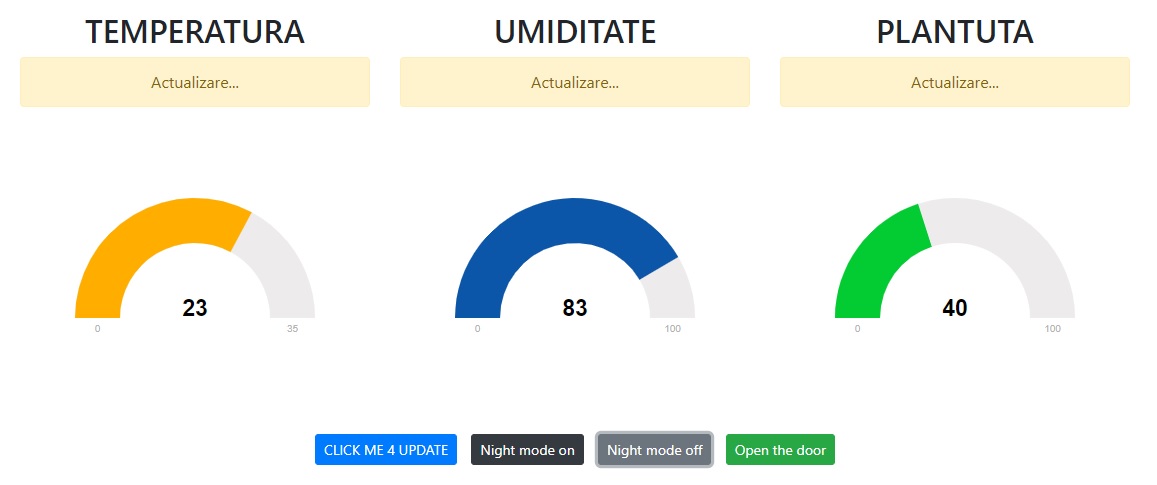 TEMPERATURA
UMIDITATE
PLANTUTA
Actualizare...
Actualizare...
Actualizare...
23
0
35
83
0
100
40
0
100
CLICK ME 4 UPDATE
Night mode on
Night mode off
Open the door